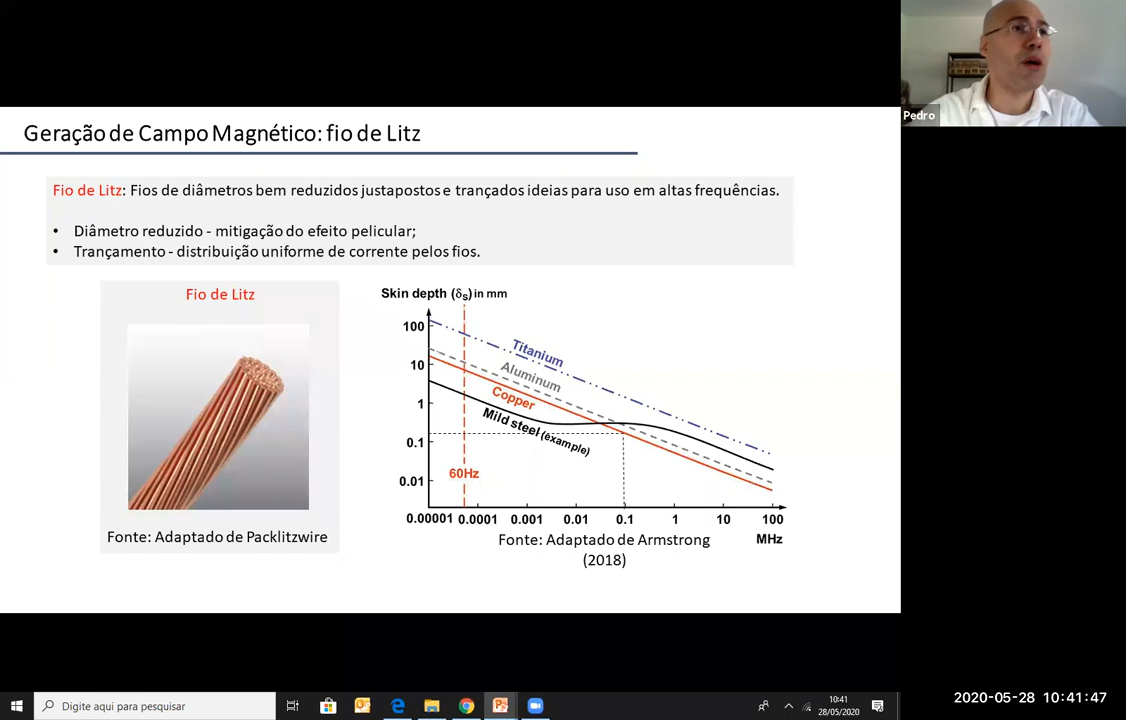 Pedro
Geração de Campo Magnético: fio de Litz
Fio de Litz: Fios de diâmetros bem reduzidos justapostos e trançados ideias para uso em altas frequências.
• Diâmetro reduzido - mitigação do efeito pelicular;
• Trançamento - distribuição uniforme de corrente pelos fios.
Fio de Litz
Fonte: Adaptado de Packlitzwire
Skin depth (δs) in mm
100
10
1
0.1
0.01
Titanium
Aluminum
Copper
Mild steel (example)
60Hz
0.00001 0.0001 0.001 0.01 0.1 1 10 100
MHz
Fonte: Adaptado de Armstrong
(2018)
Digite aqui para pesquisar
10:41
28/05/2020
2020-05-28 10:41:47